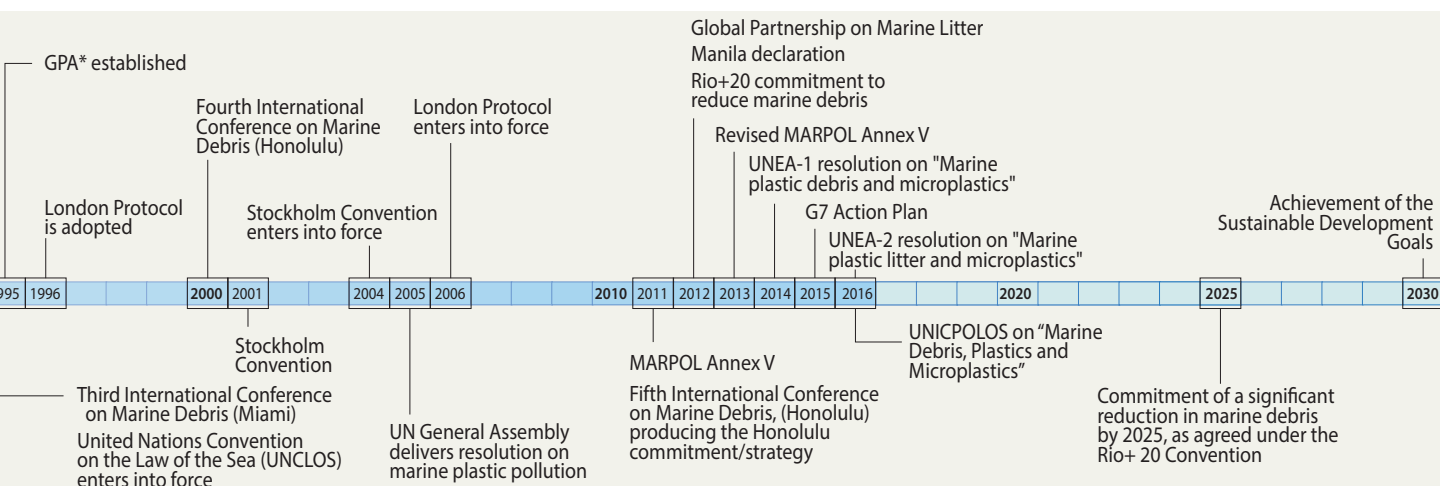 Global Partnership on Marine Litter
Manila declaration
Rio+20 commitment to
reduce marine debris
GPA* established
Fourth International
Conference on Marine
Debris (Honolulu)
London Protocol
enters into force
Revised MARPOL Annex V
UNEA-1 resolution on "Marine
plastic debris and microplastics"
London Protocol
is adopted
Stockholm Convention
enters into force
G7 Action Plan
UNEA-2 resolution on "Marine
plastic litter and microplastics"
Achievement of the
Sustainable Development
Goals
995 1996 2000 2001 2004 2005 2006 2010 2011 2012 2013 2014 2015 2016 2020 2025 2030
Stockholm
Convention
Third International Conference
on Marine Debris (Miami)
United Nations Convention
on the Law of the Sea (UNCLOS)
enters into force
UN General Assembly
delivers resolution on
marine plastic pollution
MARPOL Annex V
Fifth International Conference
on Marine Debris, (Honolulu)
producing the Honolulu
commitment/strategy
UNICPOLOS on “Marine
Debris, Plastics and
Microplastics”
Commitment of a significant
reduction in marine debris
by 2025, as agreed under the
Rio+ 20 Convention